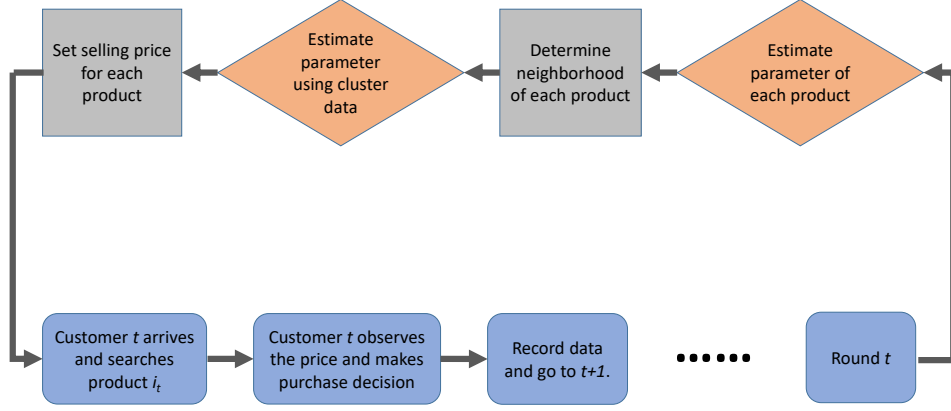 Set selling price
for each
product
Estimate
parameter
using cluster
data
Determine
neighborhood
of each product
Estimate
parameter of
each product
Customer t arrives
and searches
product i_t
Customer t observes
the price and makes
purchase decision
Record data
and go to t+1.
......
Round t